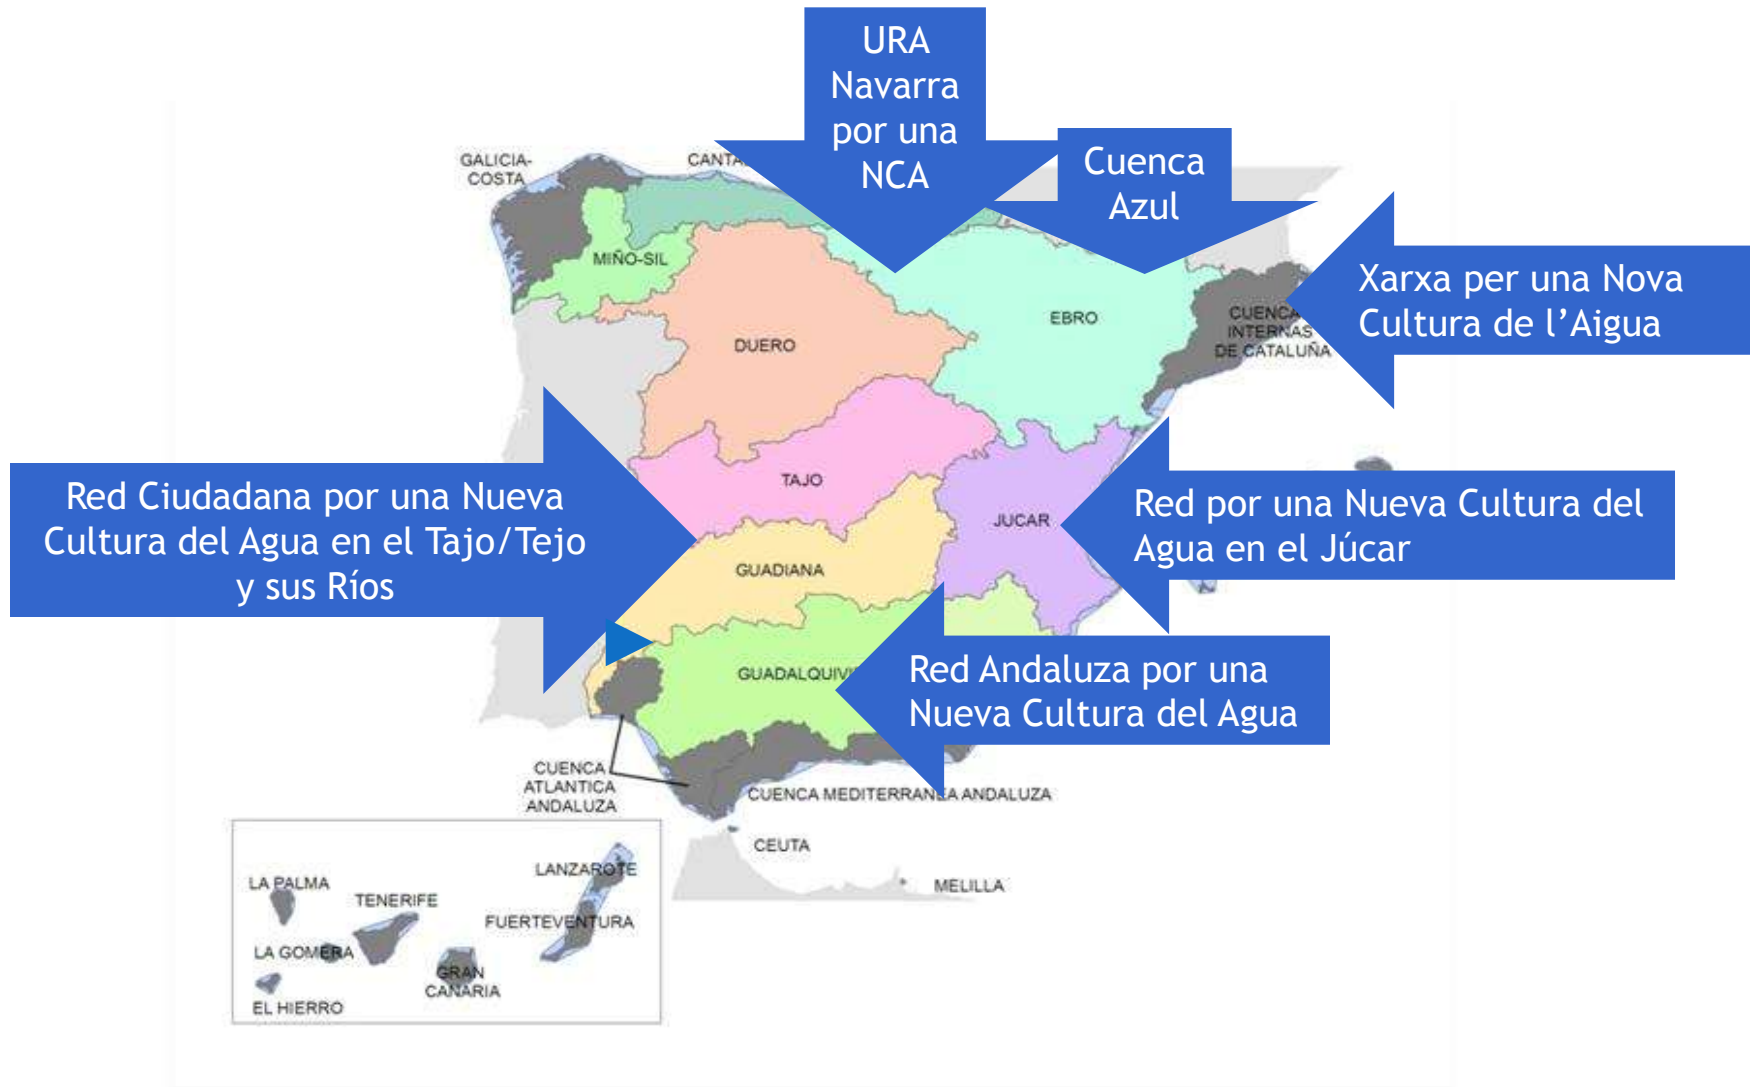 URA
Navarra
por una
NCA
Cuenca
Azul
GALICIA-
COSTA
MIÑO-SIL
Xarxa per una Nova
Cultura de l’Aigua
EBRO
CUENCA
INTERNAS
DE CATALUÑA
DUERO
Red Ciudadana por una Nueva
Cultura del Agua en el Tajo/Tejo
y sus Ríos
TAJO
JUCAR
Red por una Nueva Cultura del
Agua en el Júcar
GUADIANA
GUADALQUIVI
Red Andaluza por una
Nueva Cultura del Agua
CUENCA
ATLANTICA
ANDALUZA
CUENCA MEDITERRANEA ANDALUZA
CEUTA
MELILLA
LANZAROTE
LA PALMA
TENERIFE
FUERTEVENTURA
LA GOMERA
GRAN
CANARIA
EL HIERRO